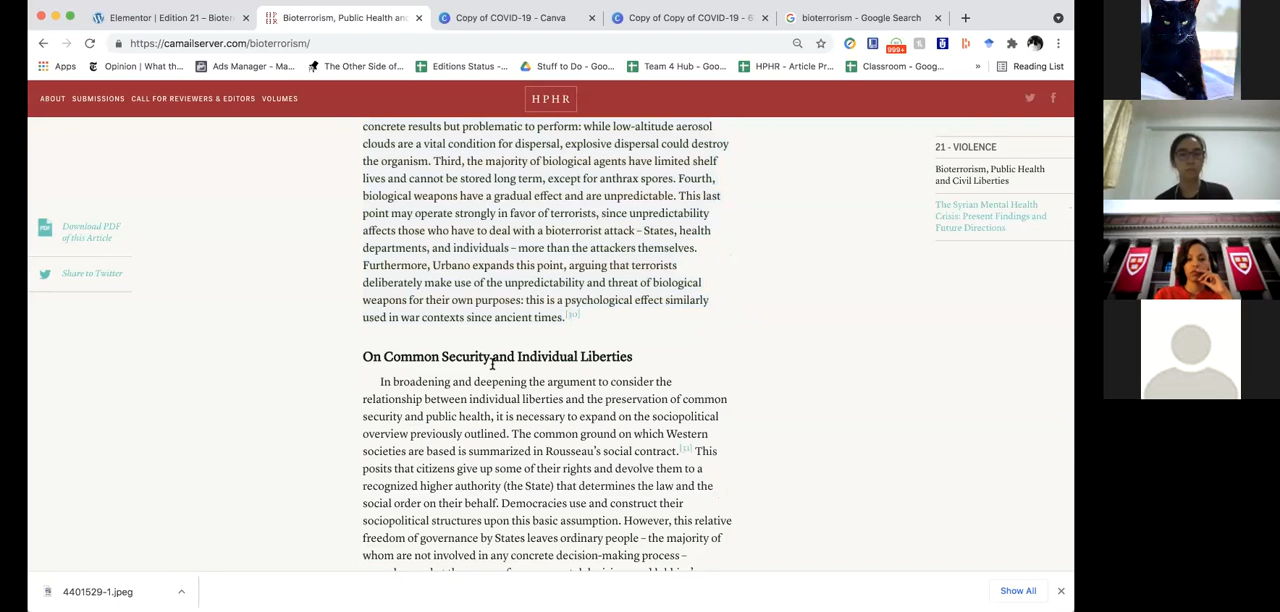 Elementor | Edition 21 – Biote
Bioterrorism, Public Health an
Copy of COVID-19 - Canva
Copy of Copy of COVID-19 - 6
bioterrorism - Google Search
https://camailserver.com/bioterrorism/
999+
Apps
Opinion | What th...
Ads Manager - Ma...
The Other Side of...
Editions Status -...
Stuff to Do - Goo...
Team 4 Hub - Goo...
HPHR - Article Pr...
Classroom - Goog...
»
Reading List
ABOUT SUBMISSIONS CALL FOR REVIEWERS & EDITORS VOLUMES
HPHR
concrete results but problematic to perform: while low-altitude aerosol
clouds are a vital condition for dispersal, explosive dispersal could destroy
the organism. Third, the majority of biological agents have limited shelf
lives and cannot be stored long term, except for anthrax spores. Fourth,
biological weapons have a gradual effect and are unpredictable. This last
point may operate strongly in favor of terrorists, since unpredictability
affects those who have to deal with a bioterrorist attack – States, health
departments, and individuals – more than the attackers themselves.
Furthermore, Urbano expands this point, arguing that terrorists
deliberately make use of the unpredictability and threat of biological
weapons for their own purposes: this is a psychological effect similarly
used in war contexts since ancient times.[30]
On Common Security and Individual Liberties
In broadening and deepening the argument to consider the
relationship between individual liberties and the preservation of common
security and public health, it is necessary to expand on the sociopolitical
overview previously outlined. The common ground on which Western
societies are based is summarized in Rousseau's social contract.[31] This
posits that citizens give up some of their rights and devolve them to a
recognized higher authority (the State) that determines the law and the
social order on their behalf. Democracies use and construct their
sociopolitical structures upon this basic assumption. However, this relative
freedom of governance by States leaves ordinary people – the majority of
whom are not involved in any concrete decision-making process –
PDF
Download PDF
of this Article
Share to Twitter
21 - VIOLENCE
Bioterrorism, Public Health
and Civil Liberties
The Syrian Mental Health
Crisis: Present Findings and
Future Directions
4401529-1.jpeg
Show All